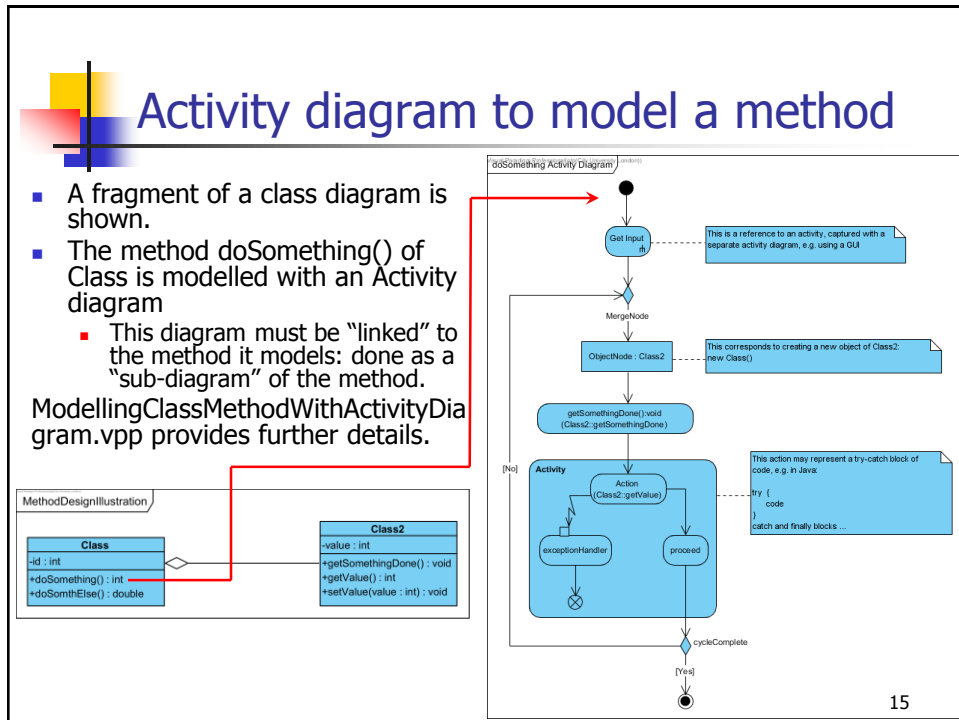 Activity diagram to model a method
A fragment of a class diagram is
shown.
The method doSomething() of
Class is modelled with an Activity
diagram
This diagram must be “linked” to
the method it models: done as a
“sub-diagram” of the method.
ModellingClassMethodWithActivityDia
gram.vpp provides further details.
MethodDesignIllustration
Class
-id : int
+doSomething() : int
+doSomthElse() : double
Class2
-value : int
+getSomethingDone() : void
+getValue() : int
+setValue(value : int) : void
doSomething Activity Diagram
Get Input
This is a reference to an activity, captured with a
separate activity diagram, e.g. using a GUI
MergeNode
ObjectNode : Class2
This corresponds to creating a new object of Class2:
new Class()
getSomethingDone():void
(Class2::getSomethingDone)
[No]
Activity
Action
(Class2::getValue)
exceptionHandler
proceed
This action may represent a try-catch block of
code, e.g. in Java:
try {
code
}
catch and finally blocks ...
cycleComplete
[Yes]
15